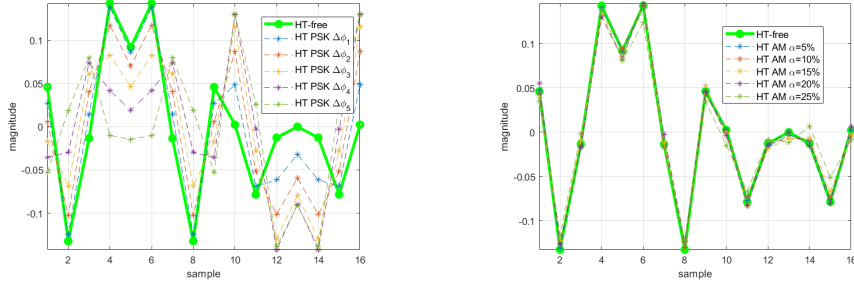 0.1
0.05
0
-0.05
-0.1
magnitude
2 4 6 8 10 12 14 16
sample
HT-free
HT PSK Δϕ1
HT PSK Δϕ2
HT PSK Δϕ3
HT PSK Δϕ4
HT PSK Δϕ5
0.1
0.05
0
-0.05
-0.1
magnitude
2 4 6 8 10 12 14 16
sample
HT-free
HT AM α=5%
HT AM α=10%
HT AM α=15%
HT AM α=20%
HT AM α=25%